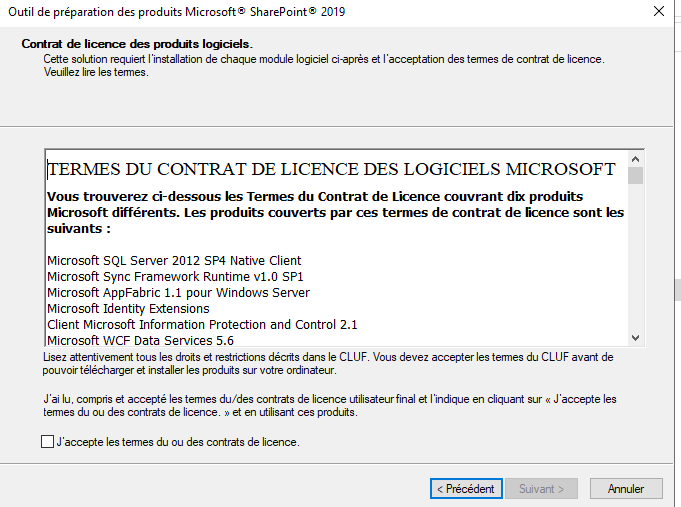 Outil de préparation des produits Microsoft® SharePoint® 2019
Contrat de licence des produits logiciels.
Cette solution requiert l'installation de chaque module logiciel ci-après et l'acceptation des termes de contrat de licence.
Veuillez lire les termes.
TERMES DU CONTRAT DE LICENCE DES LOGICIELS MICROSOFT
Vous trouverez ci-dessous les Termes du Contrat de Licence couvrant dix produits
Microsoft différents. Les produits couverts par ces termes de contrat de licence sont les
suivants :
Microsoft SQL Server 2012 SP4 Native Client
Microsoft Sync Framework Runtime v1.0 SP1
Microsoft AppFabric 1.1 pour Windows Server
Microsoft Identity Extensions
Client Microsoft Information Protection and Control 2.1
Microsoft WCF Data Services 5.6
Lisez attentivement tous les droits et restrictions décrits dans le CLUF. Vous devez accepter les termes du CLUF avant de
pouvoir télécharger et installer les produits sur votre ordinateur.
J'ai lu, compris et accepté les termes du/des contrats de licence utilisateur final et l'indique en cliquant sur « J'accepte les
termes du ou des contrats de licence. » et en utilisant ces produits.
J'accepte les termes du ou des contrats de licence.
< Précédent
Suivant >
Annuler